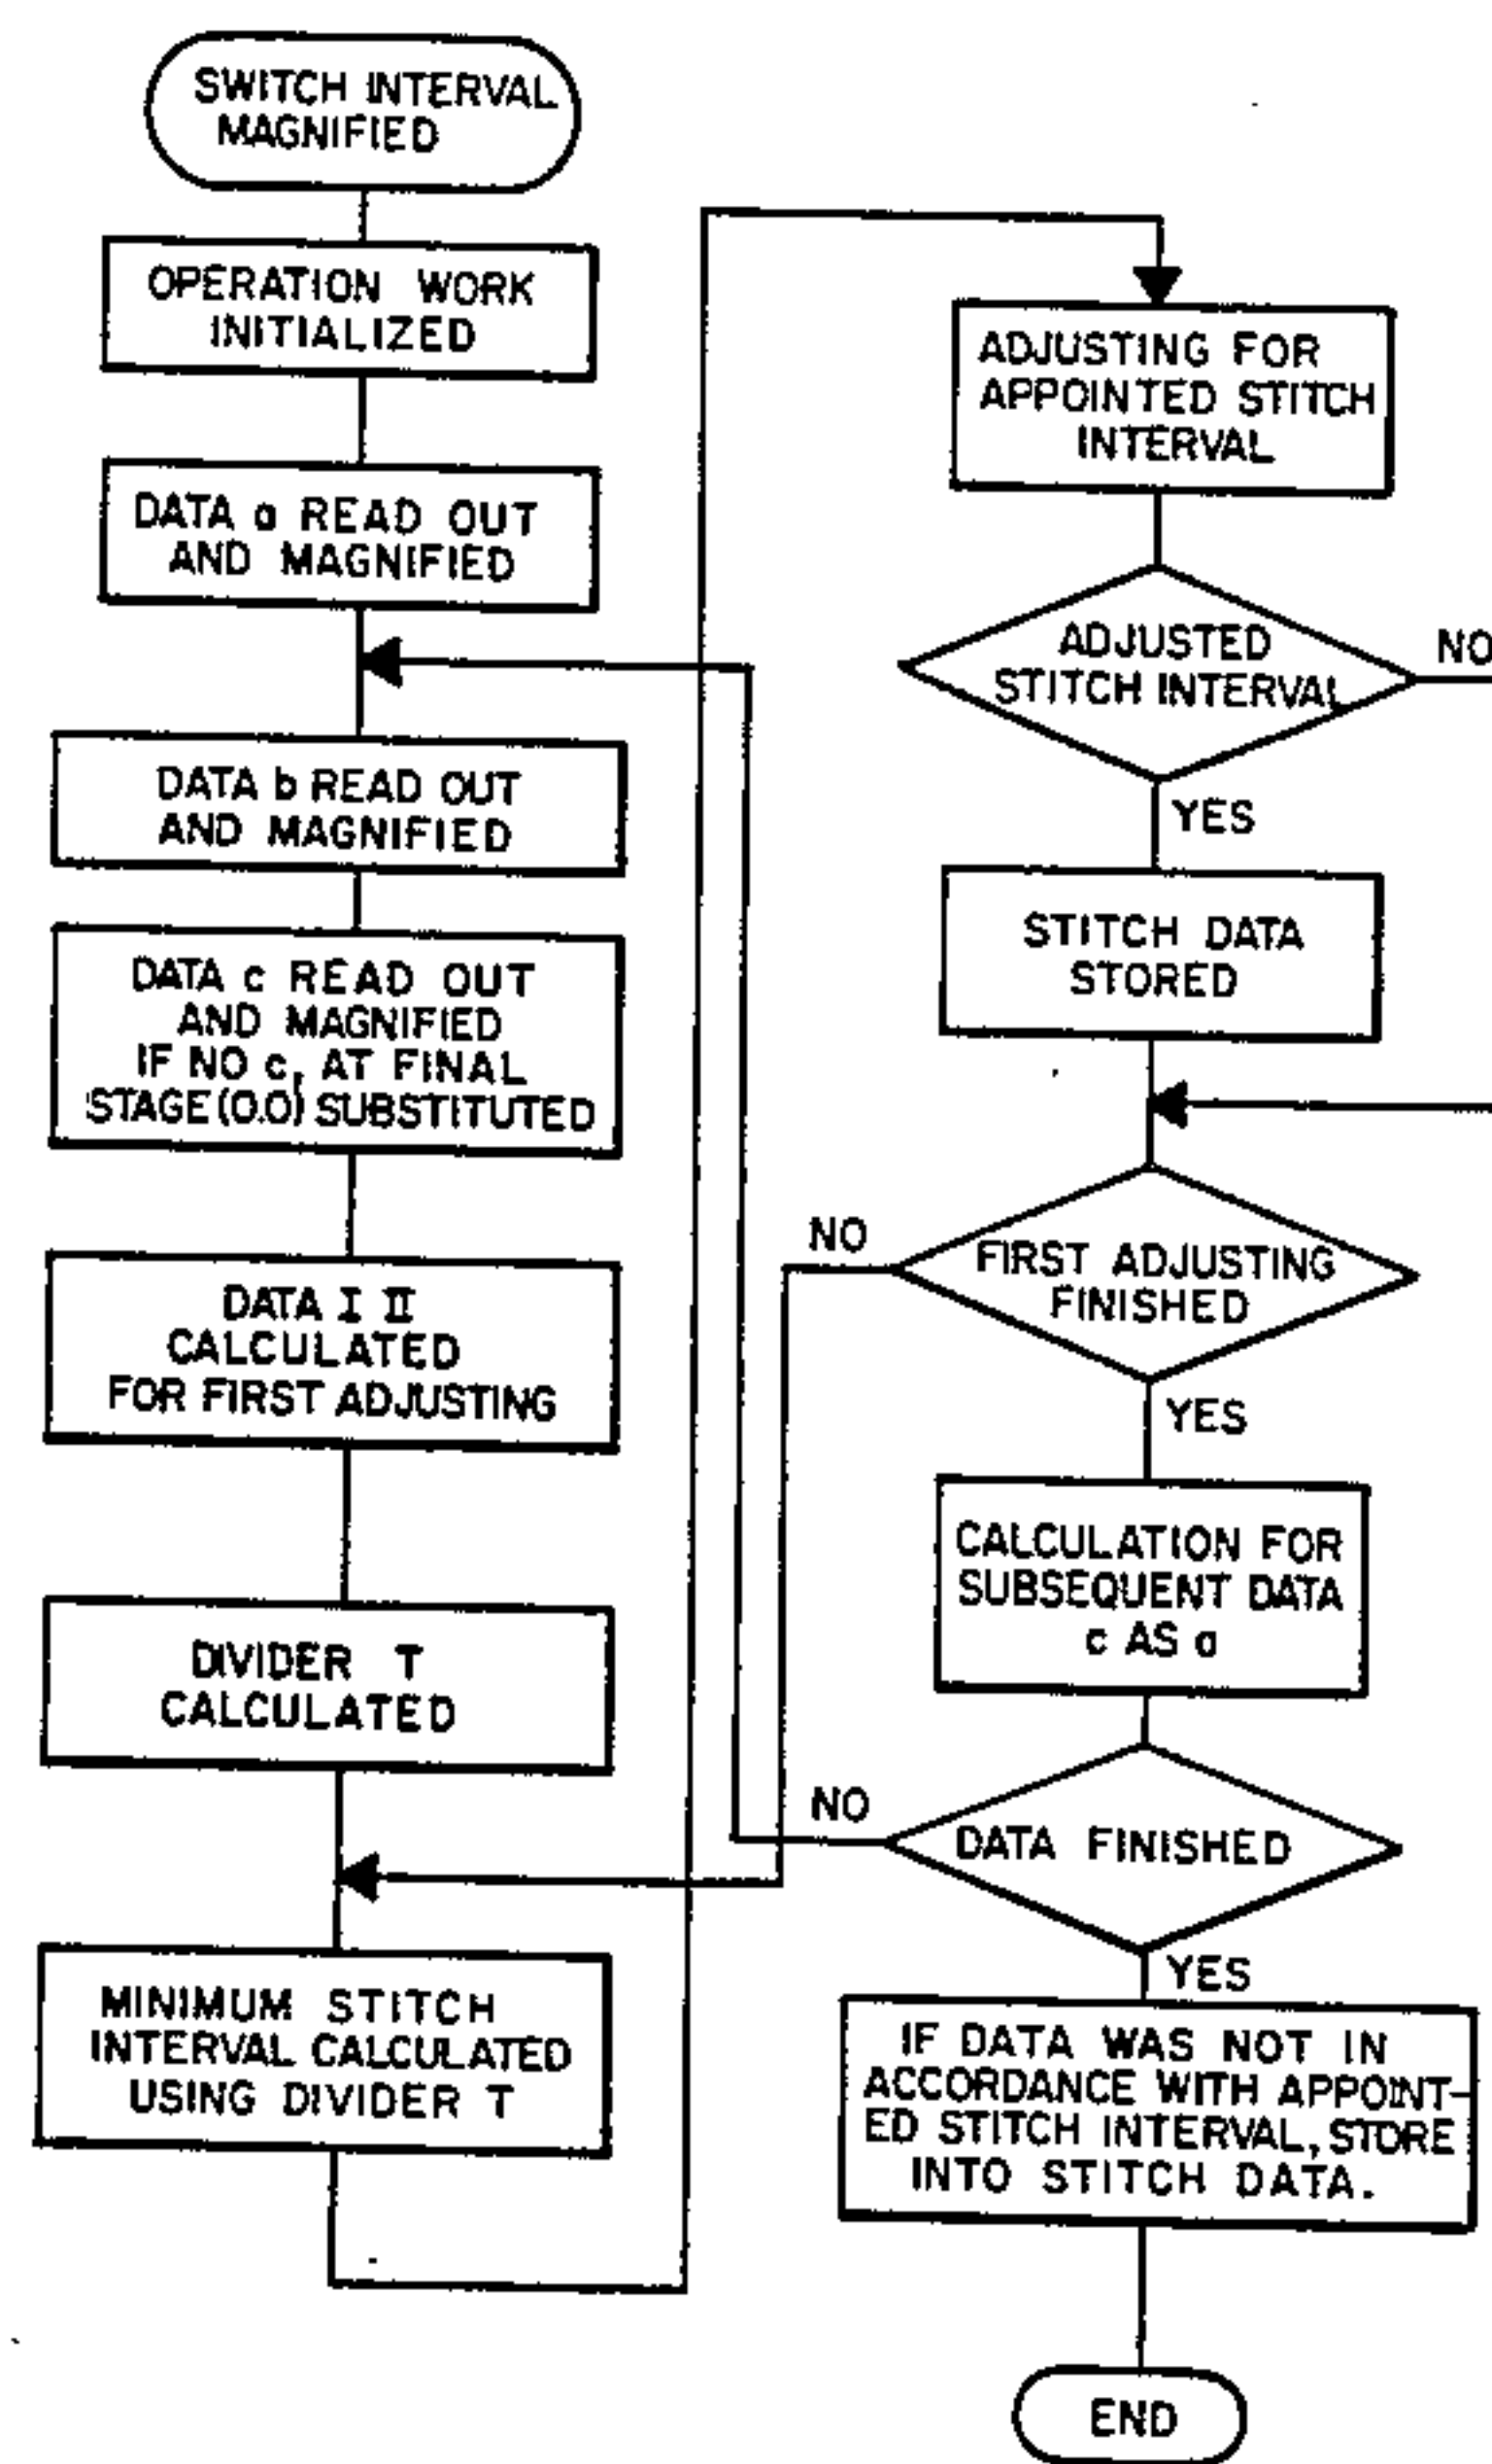 SWITCH INTERVAL
MAGNIFIED
OPERATION WORK
INITIALIZED
DATA a READ OUT
AND MAGNIFIED
DATA b READ OUT
AND MAGNIFIED
DATA c READ OUT
AND MAGNIFIED
IF NO c, AT FINAL
STAGE (0.0) SUBSTITUTED
DATA I II
CALCULATED
FOR FIRST ADJUSTING
DIVIDER T
CALCULATED
MINIMUM STITCH
INTERVAL CALCULATED
USING DIVIDER T
ADJUSTING FOR
APPOINTED STITCH
INTERVAL
ADJUSTED
STITCH INTERVAL
NO
YES
STITCH DATA
STORED
NO
FIRST ADJUSTING
FINISHED
YES
CALCULATION FOR
SUBSEQUENT DATA
c AS a
NO
DATA FINISHED
YES
IF DATA WAS NOT IN
ACCORDANCE WITH APPOINT-
ED STITCH INTERVAL, STORE
INTO STITCH DATA.
END